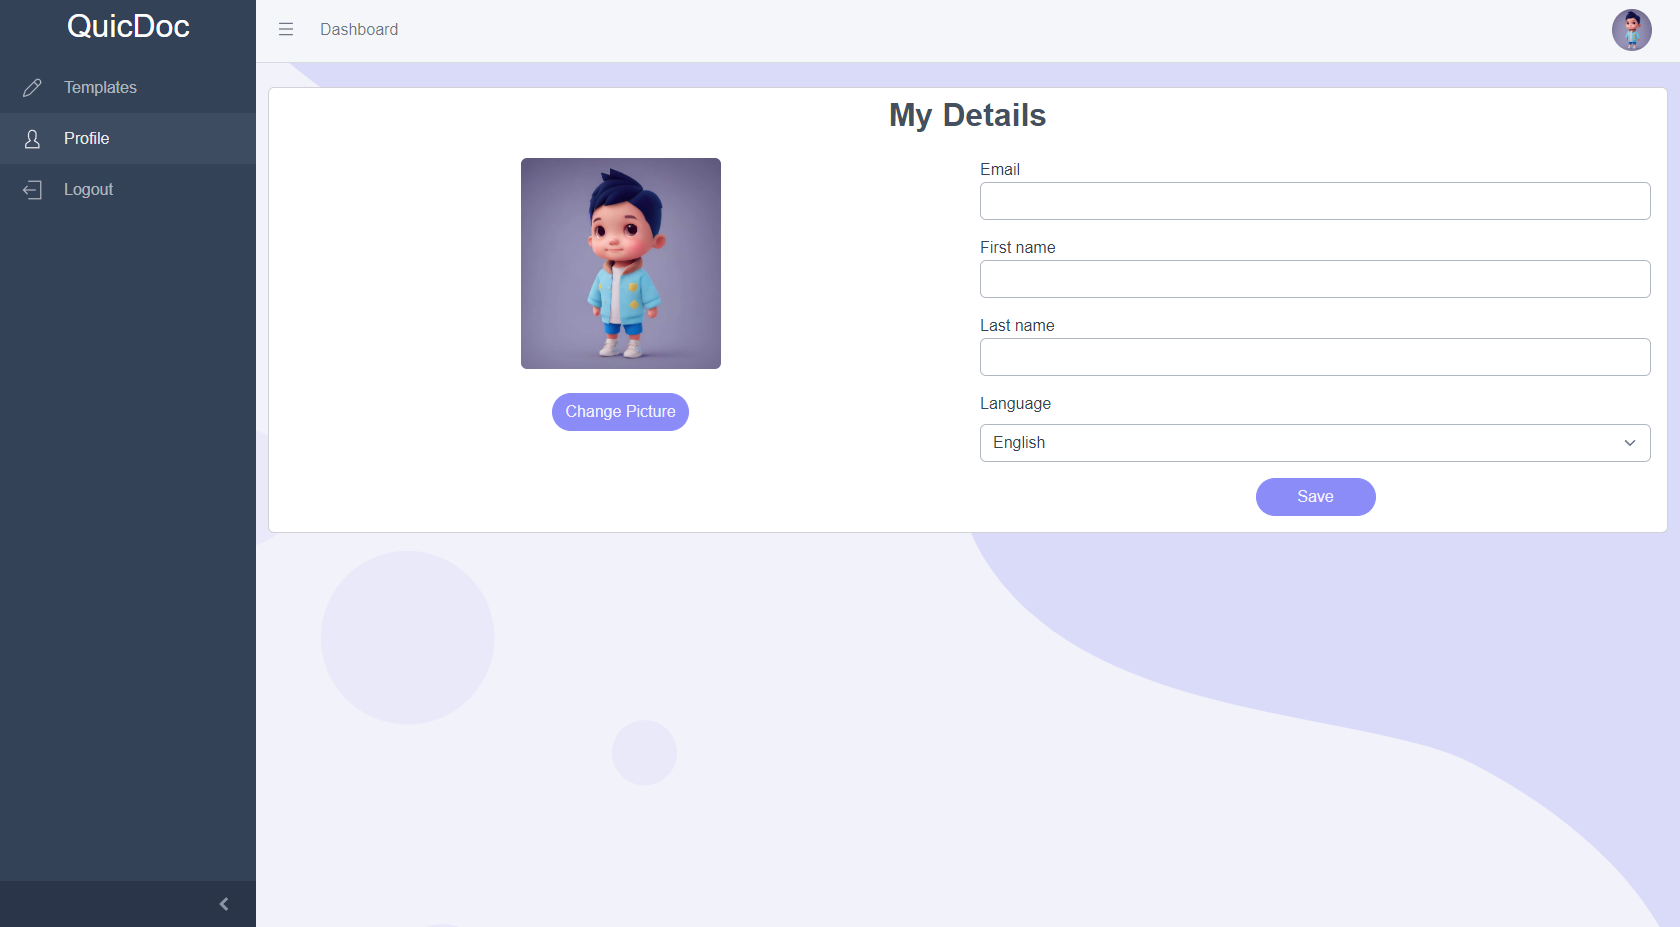 QuicDoc
Dashboard
Templates
Profile
Logout
My Details
Change Picture
Email
First name
Last name
Language
English
Save